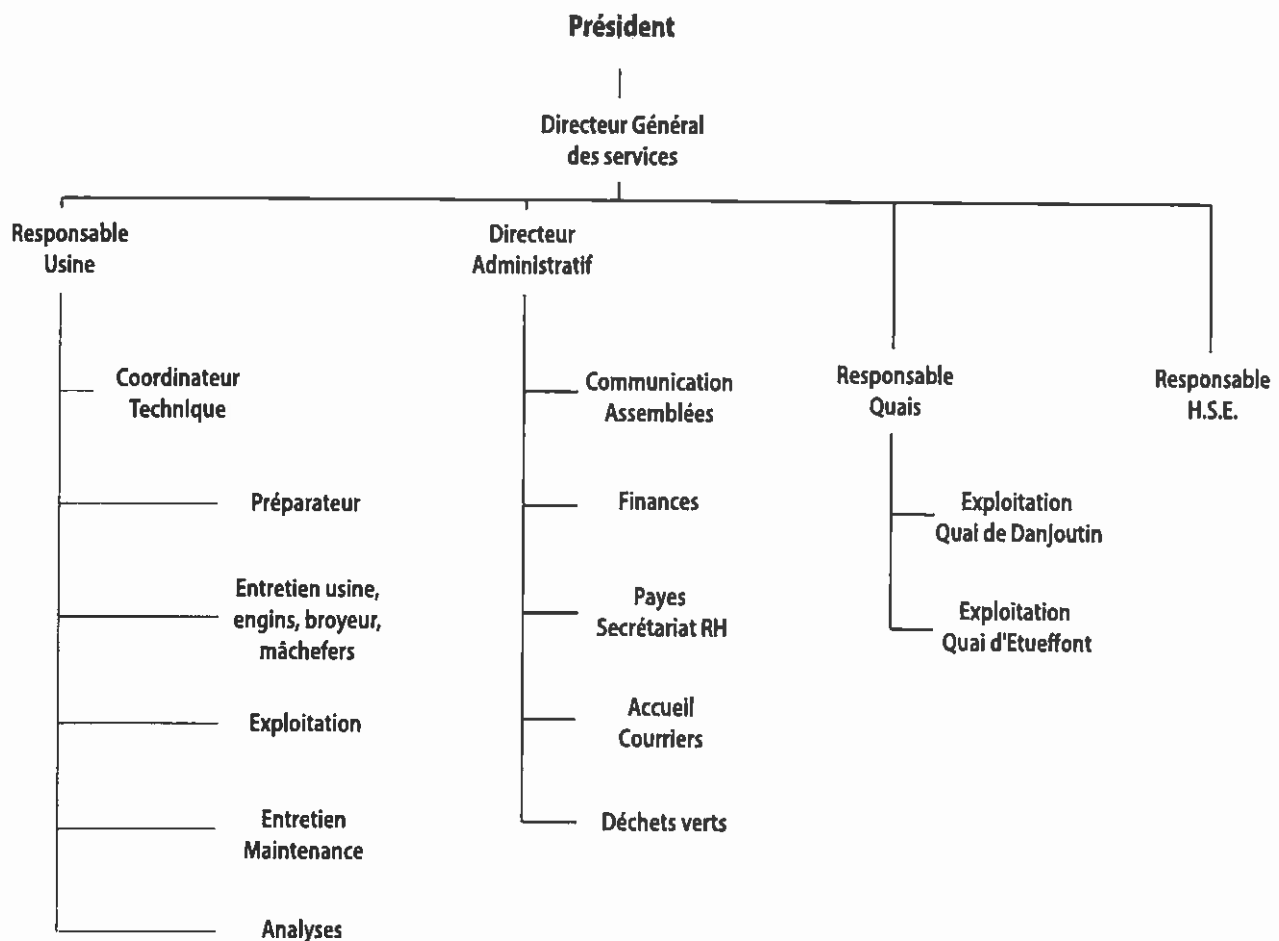 Président
Directeur Général
des services
Responsable
Usine
Directeur
Administratif
Responsable
Quais
Responsable
H.S.E.
Coordinateur
Technique
Préparateur
Entretien usine,
engins, broyeur,
mâchefers
Exploitation
Entretien
Maintenance
Analyses
Communication
Assemblées
Finances
Payes
Secrétariat RH
Accueil
Courriers
Déchets verts
Exploitation
Quai de Danjoutin
Exploitation
Quai d'Etueffont